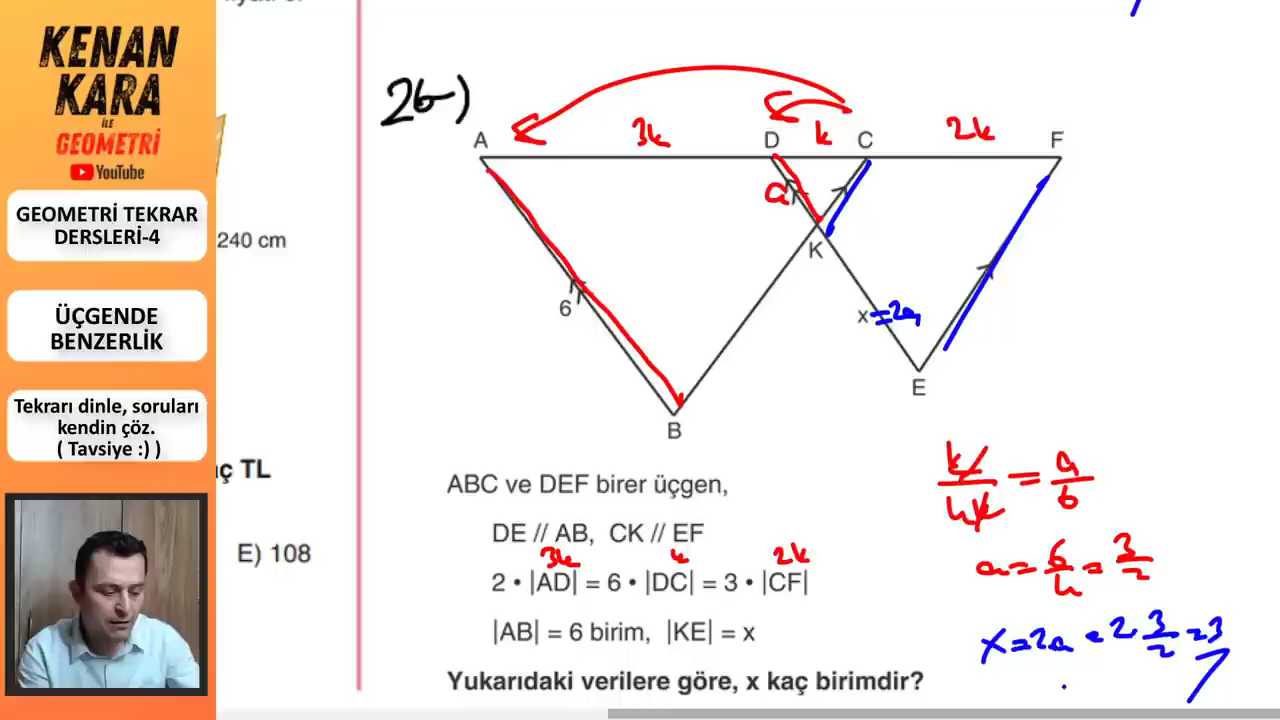 KENAN
KARA
İLE
GEOMETRİ
YouTube
GEOMETRİ TEKRAR
DERSLERİ-4
ÜÇGENDE
BENZERLİK
Tekrarı dinle, soruları
kendin çöz.
( Tavsiye :) )
240 cm
ç TL
E) 108
26-)
3k k 2k
A D C F
a
K
6
x =2a
E
B
ABC ve DEF birer üçgen,
DE // AB, CK // EF
3k k 2k
2 • |AD| = 6 • |DC| = 3 • |CF|
|AB| = 6 birim, |KE| = x
Yukarıdaki verilere göre, x kaç birimdir?
k/4k = a/6
a = 6/4 = 3/2
x = 2a = 2 3/2 = 3